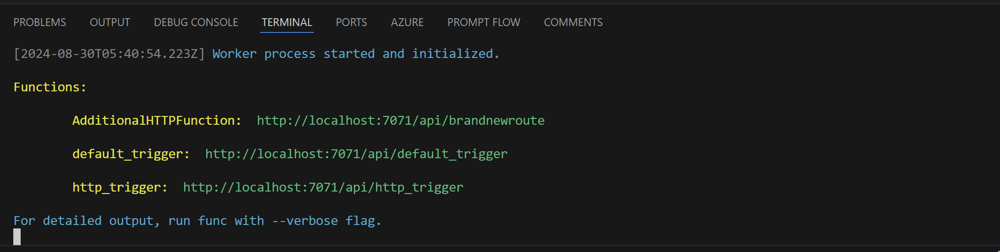 PROBLEMS OUTPUT DEBUG CONSOLE TERMINAL PORTS AZURE PROMPT FLOW COMMENTS
[2024-08-30T05:40:54.223Z] Worker process started and initialized.
Functions:
AdditionalHTTPFunction: http://localhost:7071/api/brandnewroute
default_trigger: http://localhost:7071/api/default_trigger
http_trigger: http://localhost:7071/api/http_trigger
For detailed output, run func with --verbose flag.